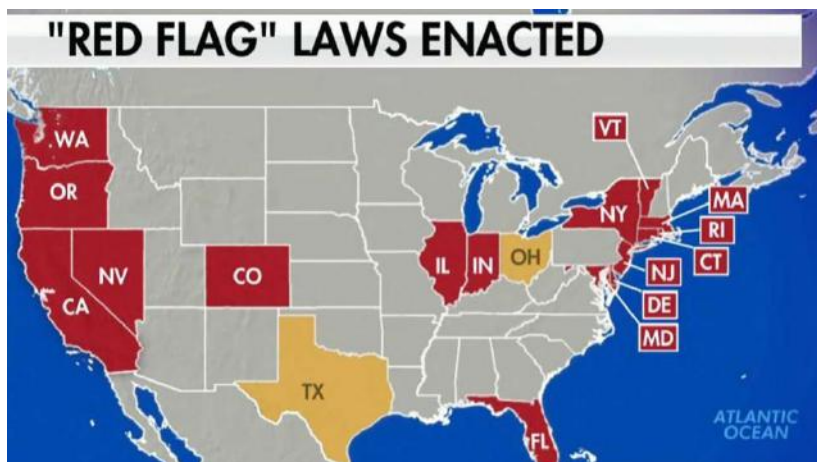 "RED FLAG" LAWS ENACTED
VT
.WA
MA
OR
NY
RI
CT
IL
IN
OH
NV
CO
NJ
CA
DE
MD
TX
ATLANTIC
OCEAN
FL